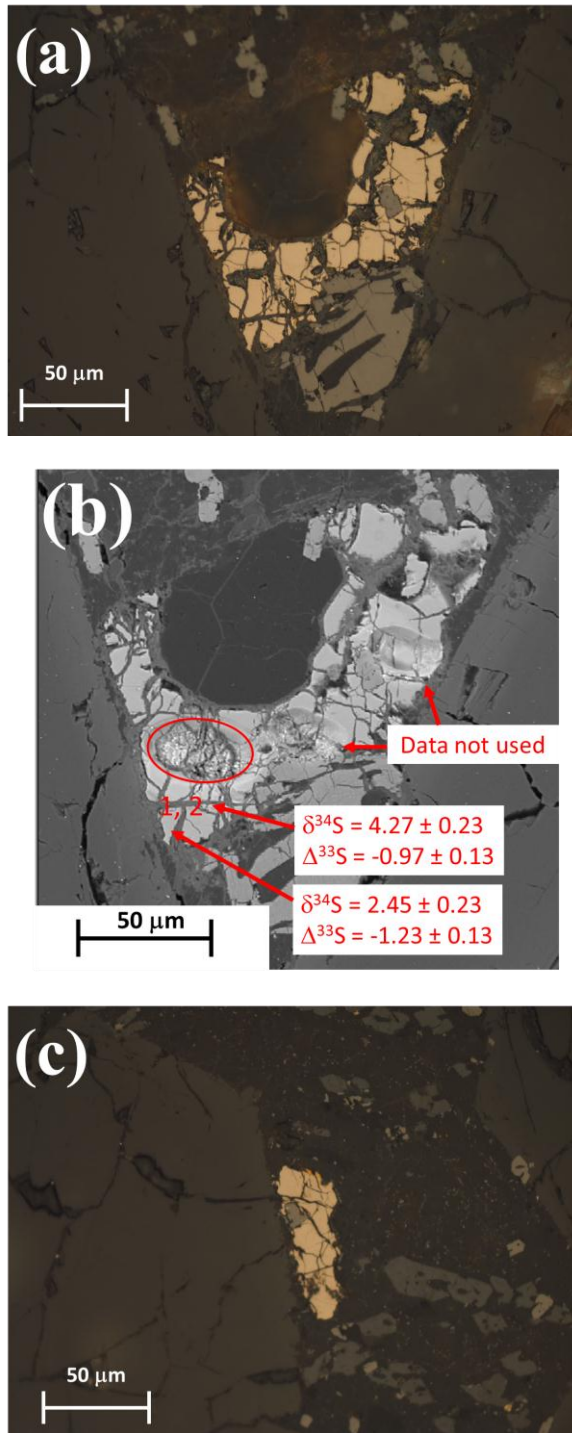 (a)
50 μm
(b)
Data not used
1, 2
δ³⁴S = 4.27 ± 0.23
Δ³³S = -0.97 ± 0.13
δ³⁴S = 2.45 ± 0.23
Δ³³S = -1.23 ± 0.13
50 μm
(c)
50 μm